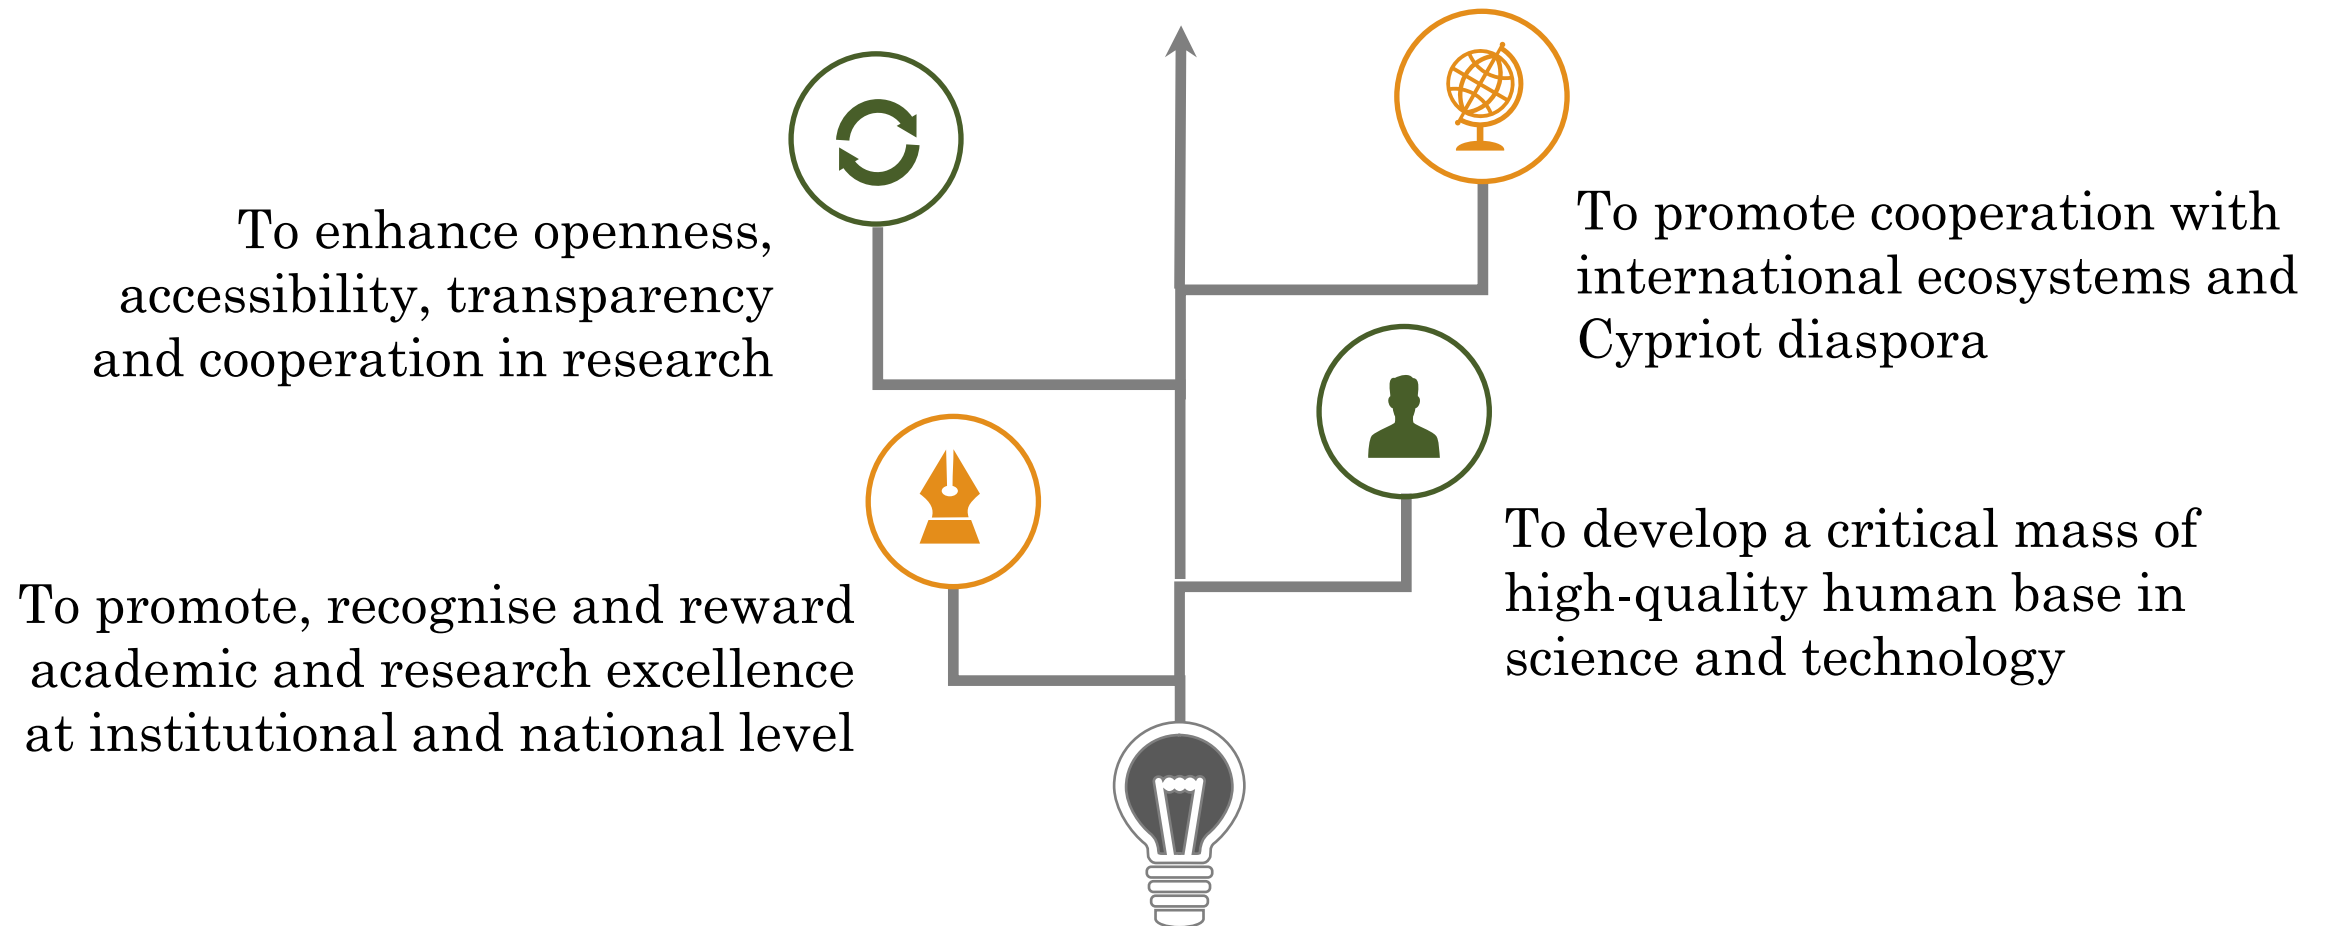 To enhance openness,
accessibility, transparency
and cooperation in research
To promote cooperation with
international ecosystems and
Cypriot diaspora
To promote, recognise and reward
academic and research excellence
at institutional and national level
To develop a critical mass of
high-quality human base in
science and technology